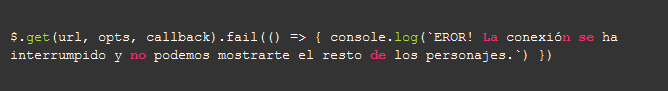 $.get(url, opts, callback).fail(() => { console.log(`EROR! La conexión se ha
interrumpido y no podemos mostrarte el resto de los personajes.`) })